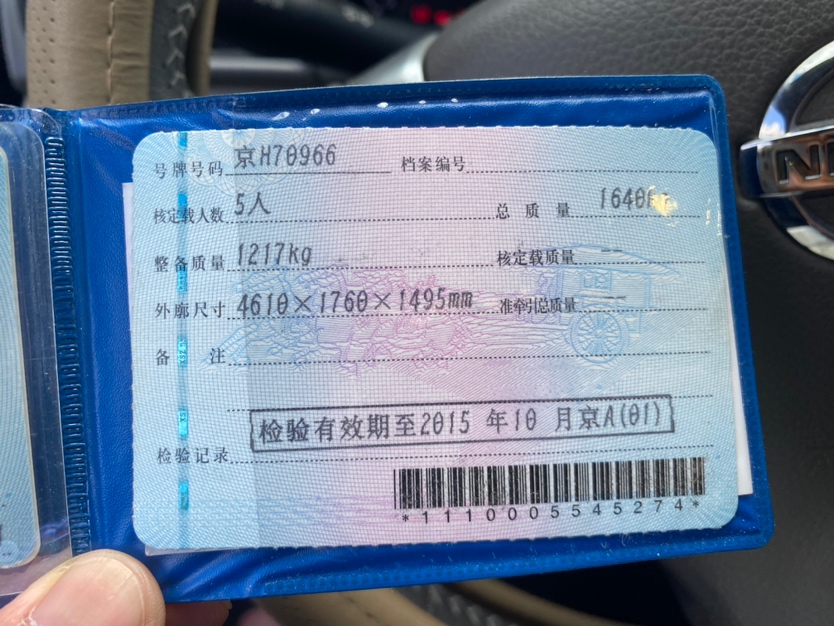 号牌号码 京H70966 档案编号
核定载人数 5人 总质量 1640kg
整备质量 1217kg 核定载质量 --
外廓尺寸 4610×1760×1495mm 准牵引总质量 --
备注
检验有效期至2015年10月京A(01)
检验记录
*1110005545274*